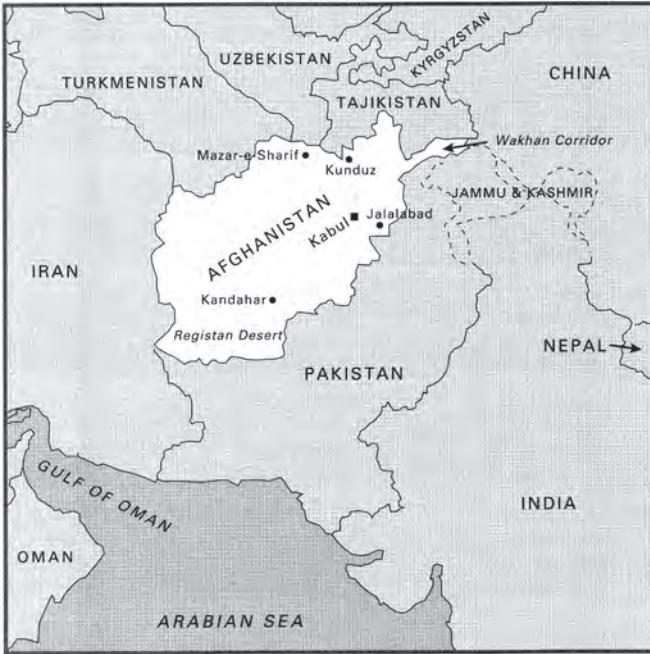 UZBEKISTAN
KYRGYZSTAN
CHINA
TURKMENISTAN
TAJIKISTAN
Mazar-e-Sharif
Wakhan Corridor
Kunduz
JAMMU & KASHMIR
AFGHANISTAN
Kabul
Jalalabad
IRAN
Kandahar
Registan Desert
NEPAL
PAKISTAN
GULF OF OMAN
INDIA
OMAN
ARABIAN SEA